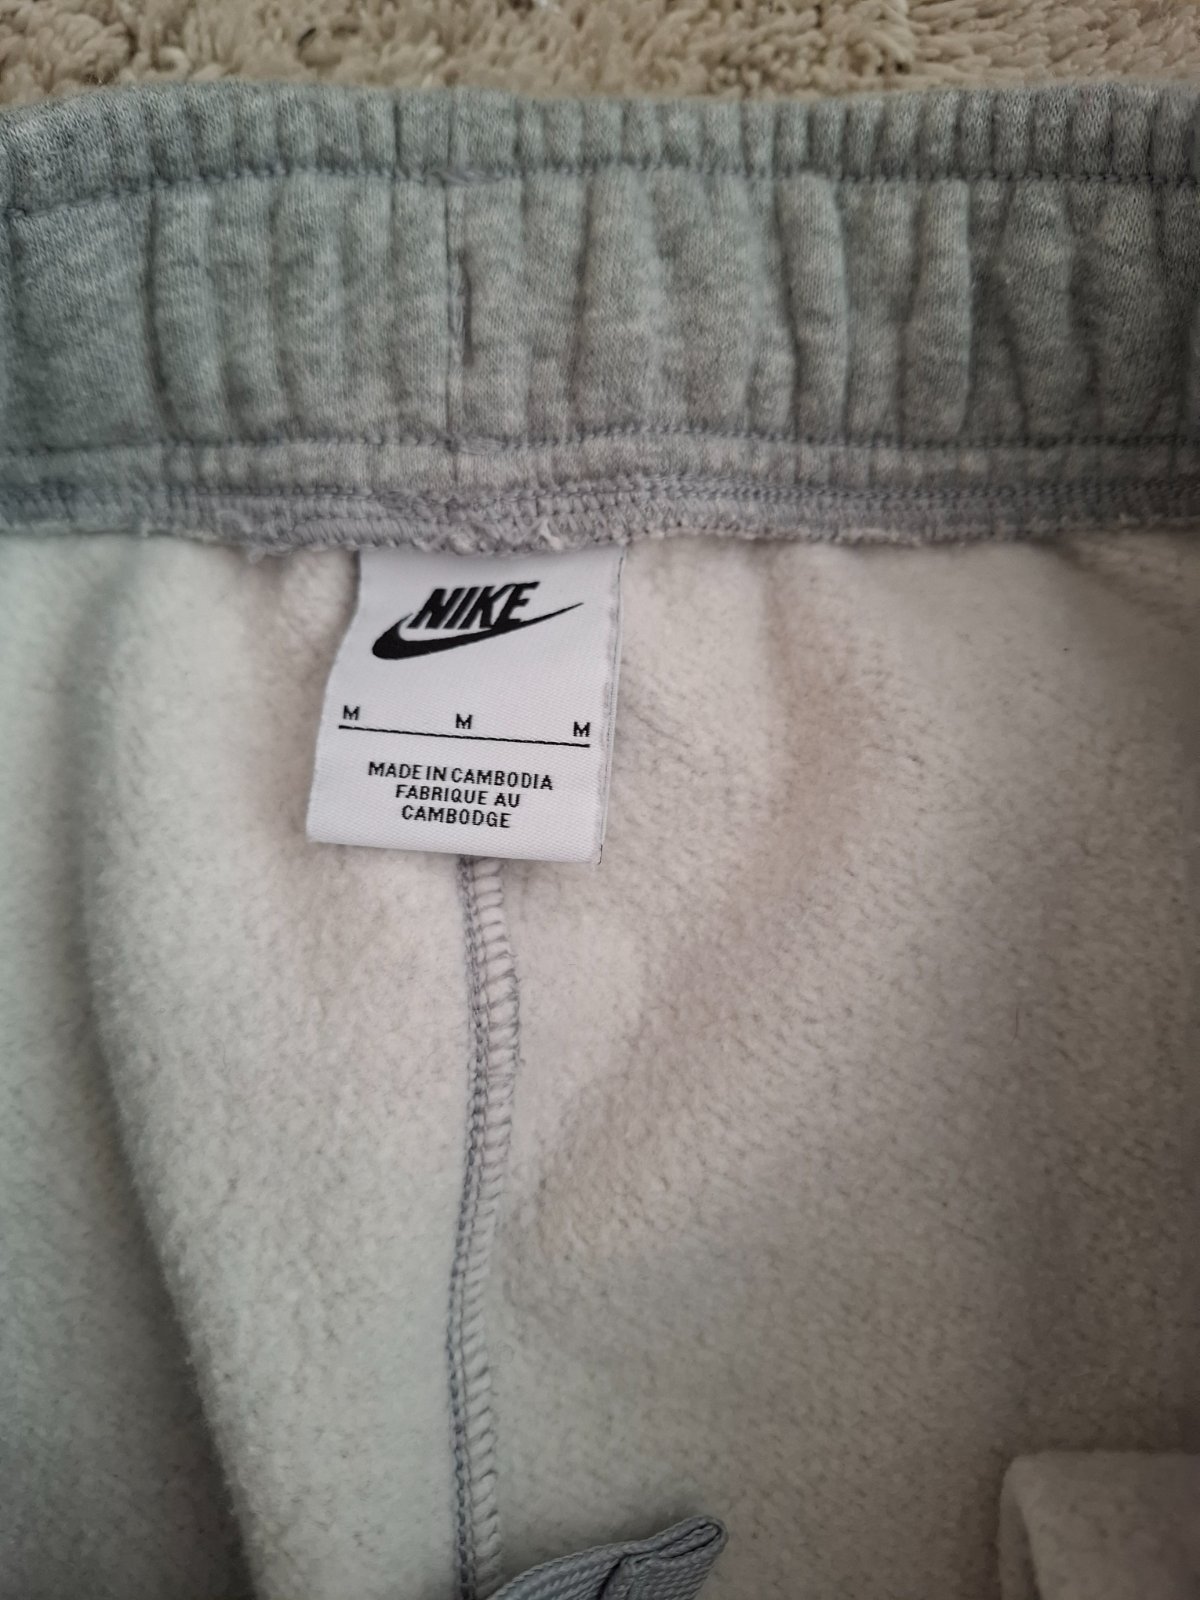 NIKE
M M M
MADE IN CAMBODIA
FABRIQUE AU
CAMBODGE